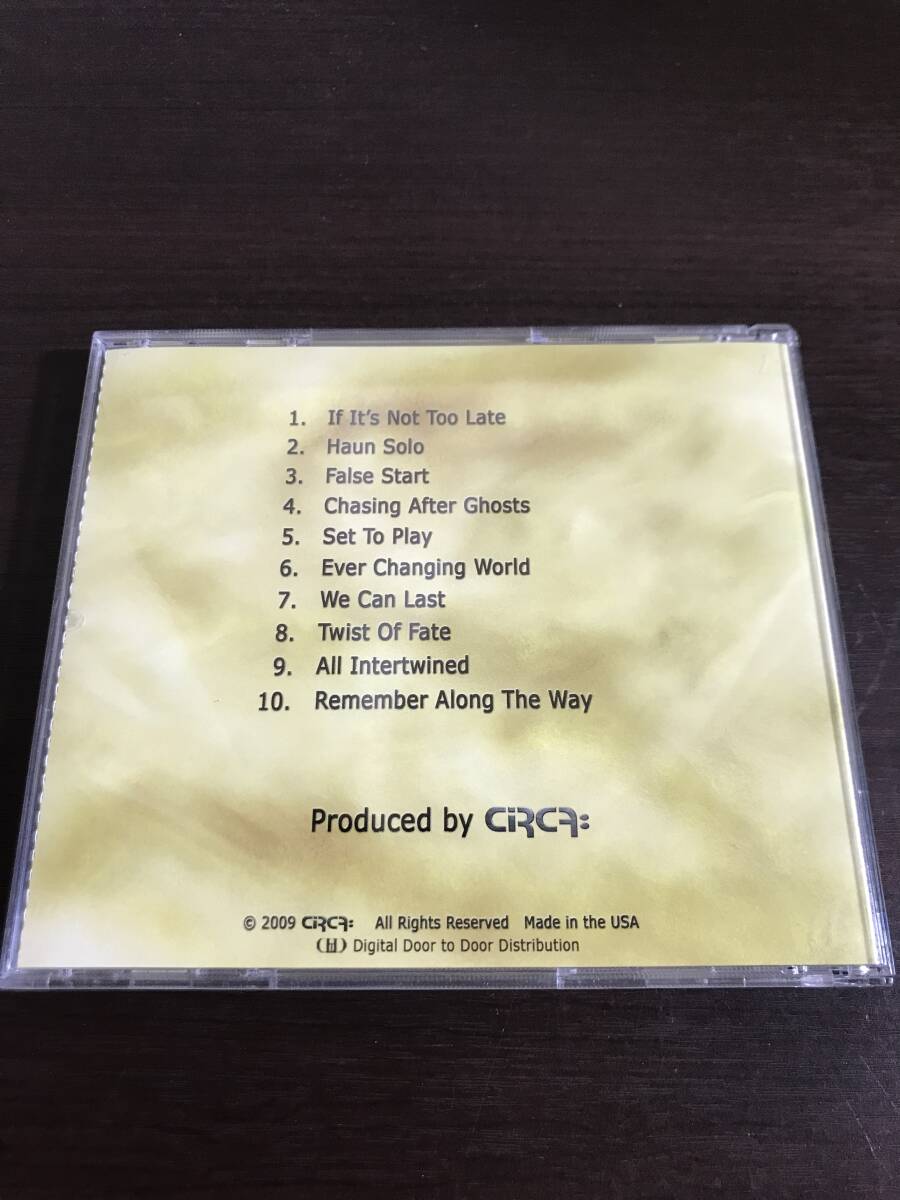 1. If It's Not Too Late
2. Haun Solo
3. False Start
4. Chasing After Ghosts
5. Set To Play
6. Ever Changing World
7. We Can Last
8. Twist Of Fate
9. All Intertwined
10. Remember Along The Way
Produced by CiRCA:
© 2009 CiRCA: All Rights Reserved Made in the USA
Digital Door to Door Distribution